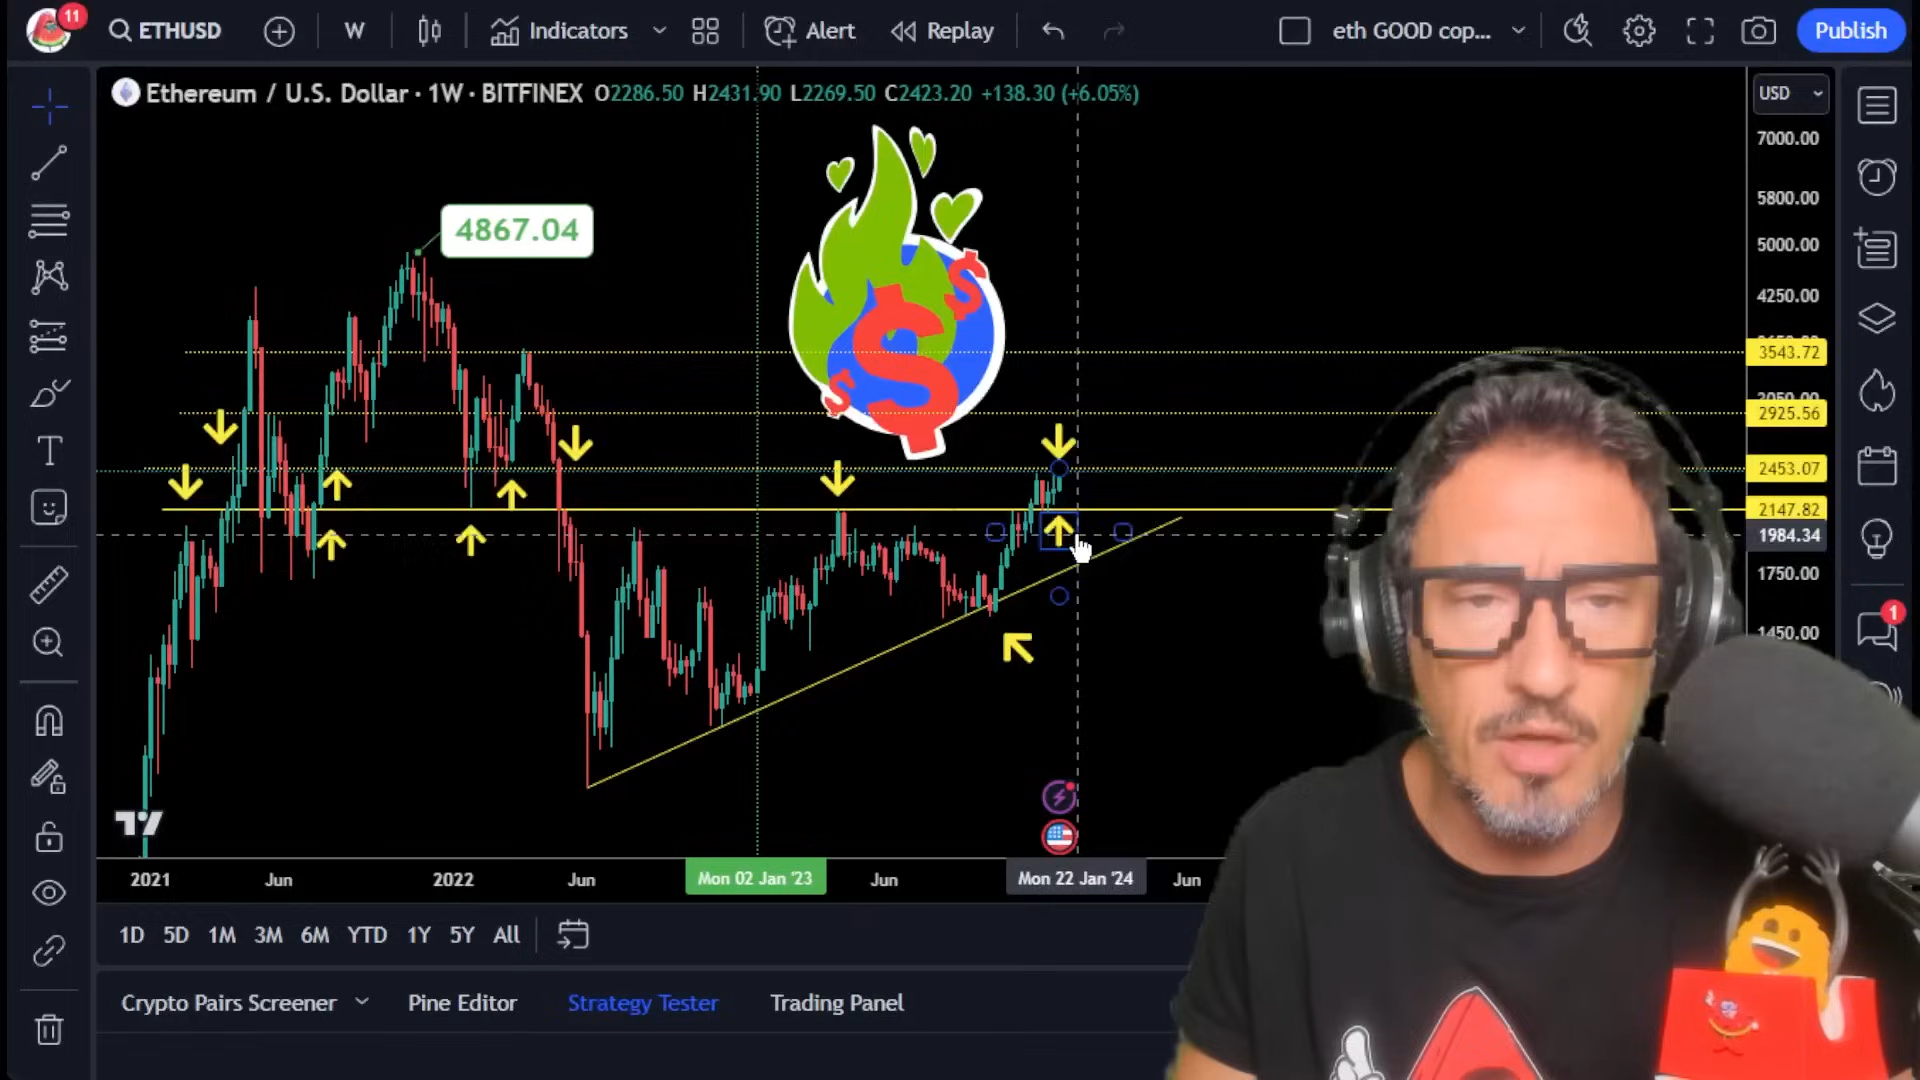 11
ETHUSD
W
Indicators
Alert
Replay
eth GOOD cop...
Publish
Ethereum / U.S. Dollar · 1W · BITFINEX O2286.50 H2431.90 L2269.50 C2423.20 +138.30 (+6.05%)
USD
7000.00
5800.00
4867.04
5000.00
4250.00
3543.72
2925.56
2453.07
2147.82
1984.34
1750.00
1450.00
1
2021
Jun
2022
Jun
Mon 02 Jan '23
Jun
Mon 22 Jan '24
Jun
1D 5D 1M 3M 6M YTD 1Y 5Y All
Crypto Pairs Screener
Pine Editor
Strategy Tester
Trading Panel